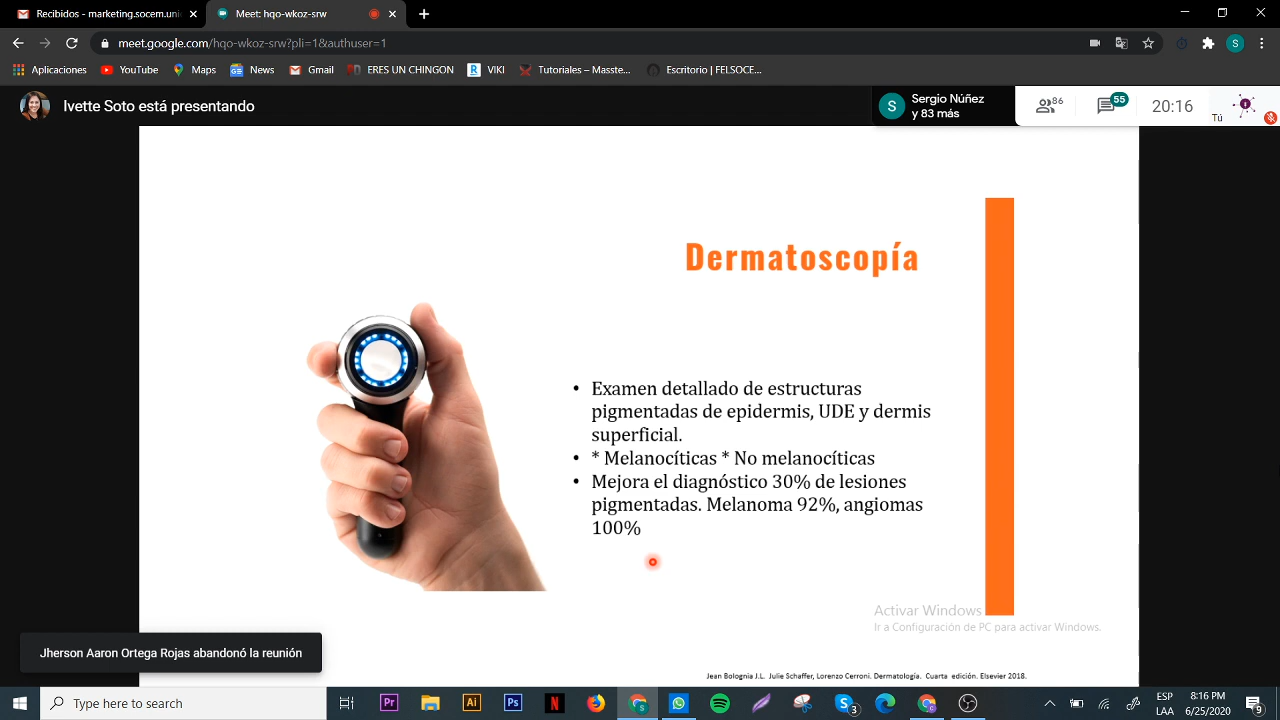 Recibidos - morsecomunicacion
Meet: hqo-wkoz-srw
meet.google.com/hqo-wkoz-srw?pli=1&authuser=1
Aplicaciones YouTube Maps News Gmail ERES UN CHINGON VIKI Tutoriales – Masste... Escritorio | FELSOCE...
Ivette Soto está presentando
Sergio Núñez
y 83 más
86
55
20:16
Tú
Dermatoscopía
• Examen detallado de estructuras
pigmentadas de epidermis, UDE y dermis
superficial.
• * Melanocíticas * No melanocíticas
• Mejora el diagnóstico 30% de lesiones
pigmentadas. Melanoma 92%, angiomas
100%
Activar Windows
Ir a Configuración de PC para activar Windows.
Jherson Aaron Ortega Rojas abandonó la reunión
Jean Bolognia J.L. Julie Schaffer, Lorenzo Cerroni. Dermatología. Cuarta edición. Elsevier 2018.
Type here to search
ESP
LAA
8:16 PM
6/25/2020